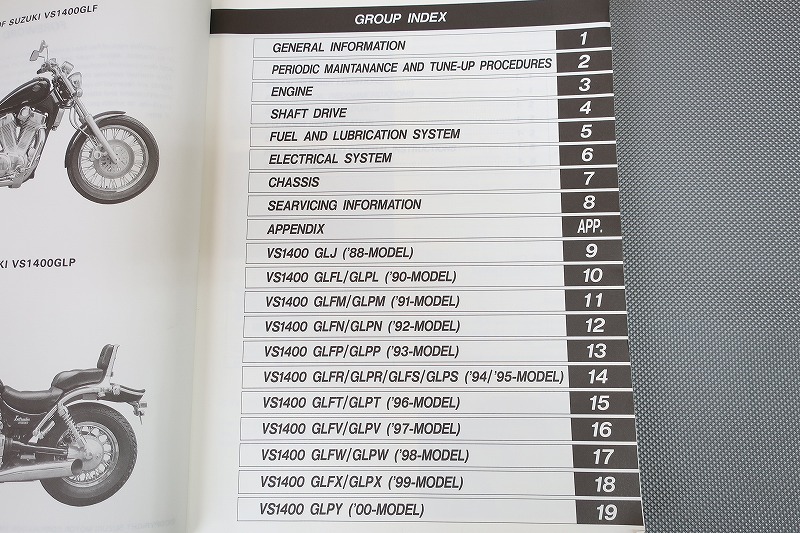 OF SUZUKI VS1400GLF
KI VS1400GLP
Intruder
GROUP INDEX
GENERAL INFORMATION 1
PERIODIC MAINTANANCE AND TUNE-UP PROCEDURES 2
ENGINE 3
SHAFT DRIVE 4
FUEL AND LUBRICATION SYSTEM 5
ELECTRICAL SYSTEM 6
CHASSIS 7
SEARVICING INFORMATION 8
APPENDIX APP.
VS1400 GLJ ('88-MODEL) 9
VS1400 GLFL/GLPL ('90-MODEL) 10
VS1400 GLFM/GLPM ('91-MODEL) 11
VS1400 GLFN/GLPN ('92-MODEL) 12
VS1400 GLFP/GLPP ('93-MODEL) 13
VS1400 GLFR/GLPR/GLFS/GLPS ('94/'95-MODEL) 14
VS1400 GLFT/GLPT ('96-MODEL) 15
VS1400 GLFV/GLPV ('97-MODEL) 16
VS1400 GLFW/GLPW ('98-MODEL) 17
VS1400 GLFX/GLPX ('99-MODEL) 18
VS1400 GLPY ('00-MODEL) 19